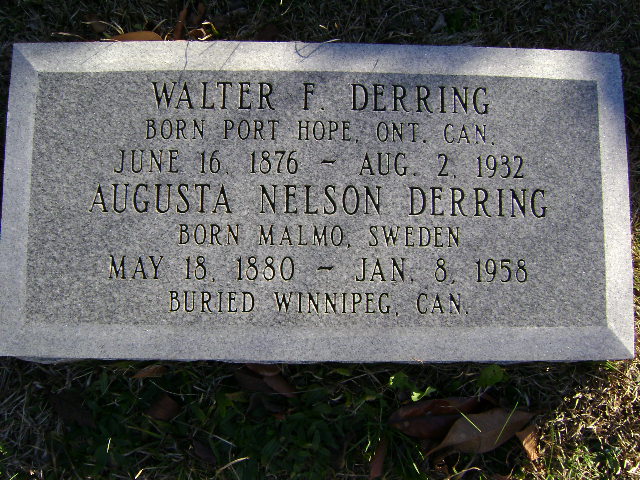 WALTER F. DERRING
BORN PORT HOPE, ONT. CAN.
JUNE 16, 1876 ~ AUG. 2, 1932
AUGUSTA NELSON DERRING
BORN MALMO, SWEDEN
MAY 18, 1880 ~ JAN. 8, 1958
BURIED WINNIPEG, CAN.